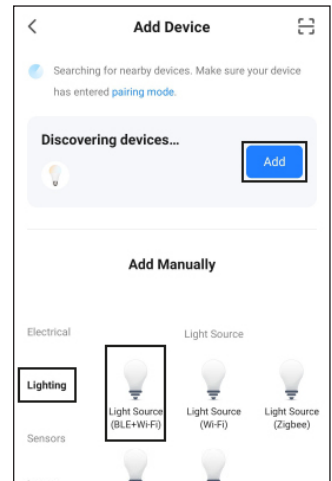 Add Device
Searching for nearby devices. Make sure your device
has entered pairing mode.
Discovering devices...
Add
Add Manually
Electrical
Light Source
Lighting
Light Source
(BLE+Wi-Fi)
Light Source
(Wi-Fi)
Light Source
(Zigbee)
Sensors